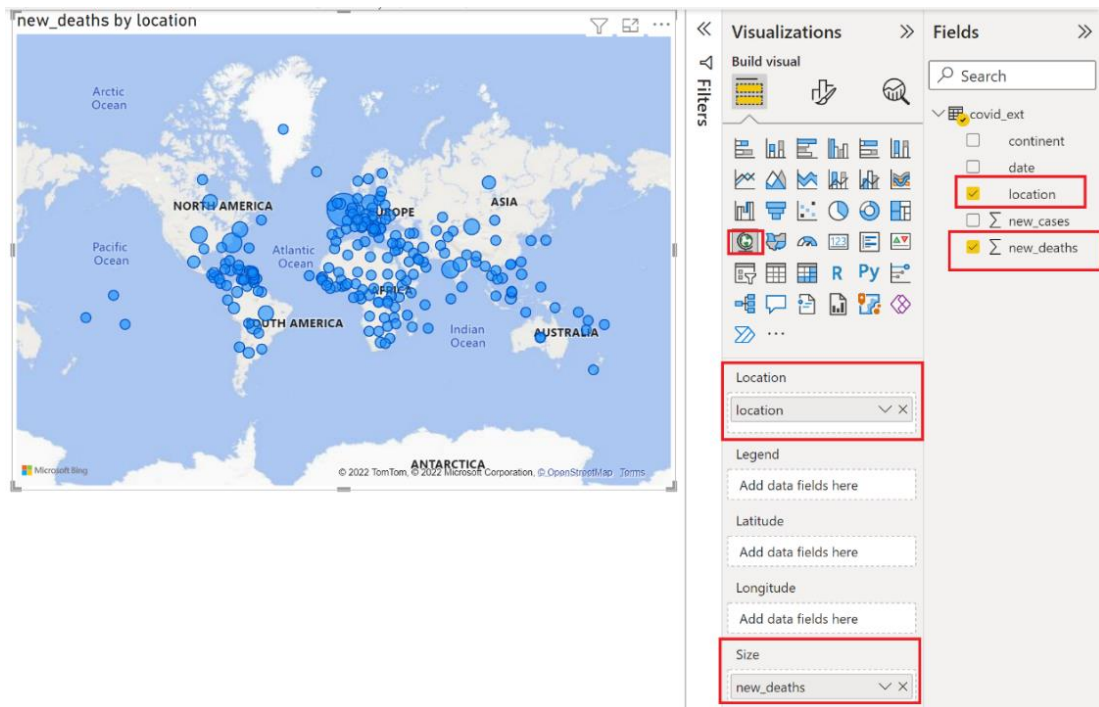 new_deaths by location
Arctic
Ocean
NORTH AMERICA
EUROPE
ASIA
Pacific
Ocean
Atlantic
Ocean
AFRICA
SOUTH AMERICA
Indian
Ocean
AUSTRALIA
ANTARCTICA
Microsoft Bing
© 2022 TomTom, © 2022 Microsoft Corporation, © OpenStreetMap Terms
Filters
Visualizations
Build visual
123
R
Py
...
Location
location
Legend
Add data fields here
Latitude
Add data fields here
Longitude
Add data fields here
Size
new_deaths
Fields
Search
covid_ext
continent
date
location
∑ new_cases
∑ new_deaths